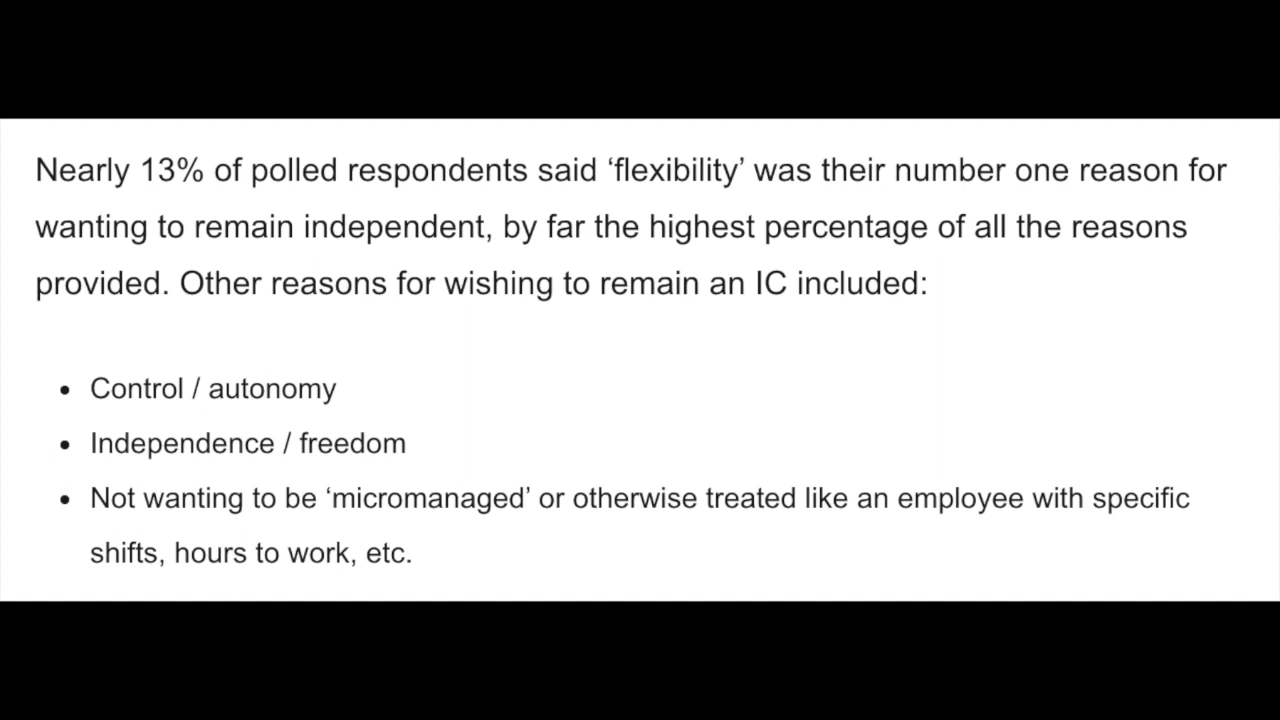 Nearly 13% of polled respondents said ‘flexibility’ was their number one reason for
wanting to remain independent, by far the highest percentage of all the reasons
provided. Other reasons for wishing to remain an IC included:
• Control / autonomy
• Independence / freedom
• Not wanting to be ‘micromanaged’ or otherwise treated like an employee with specific
shifts, hours to work, etc.